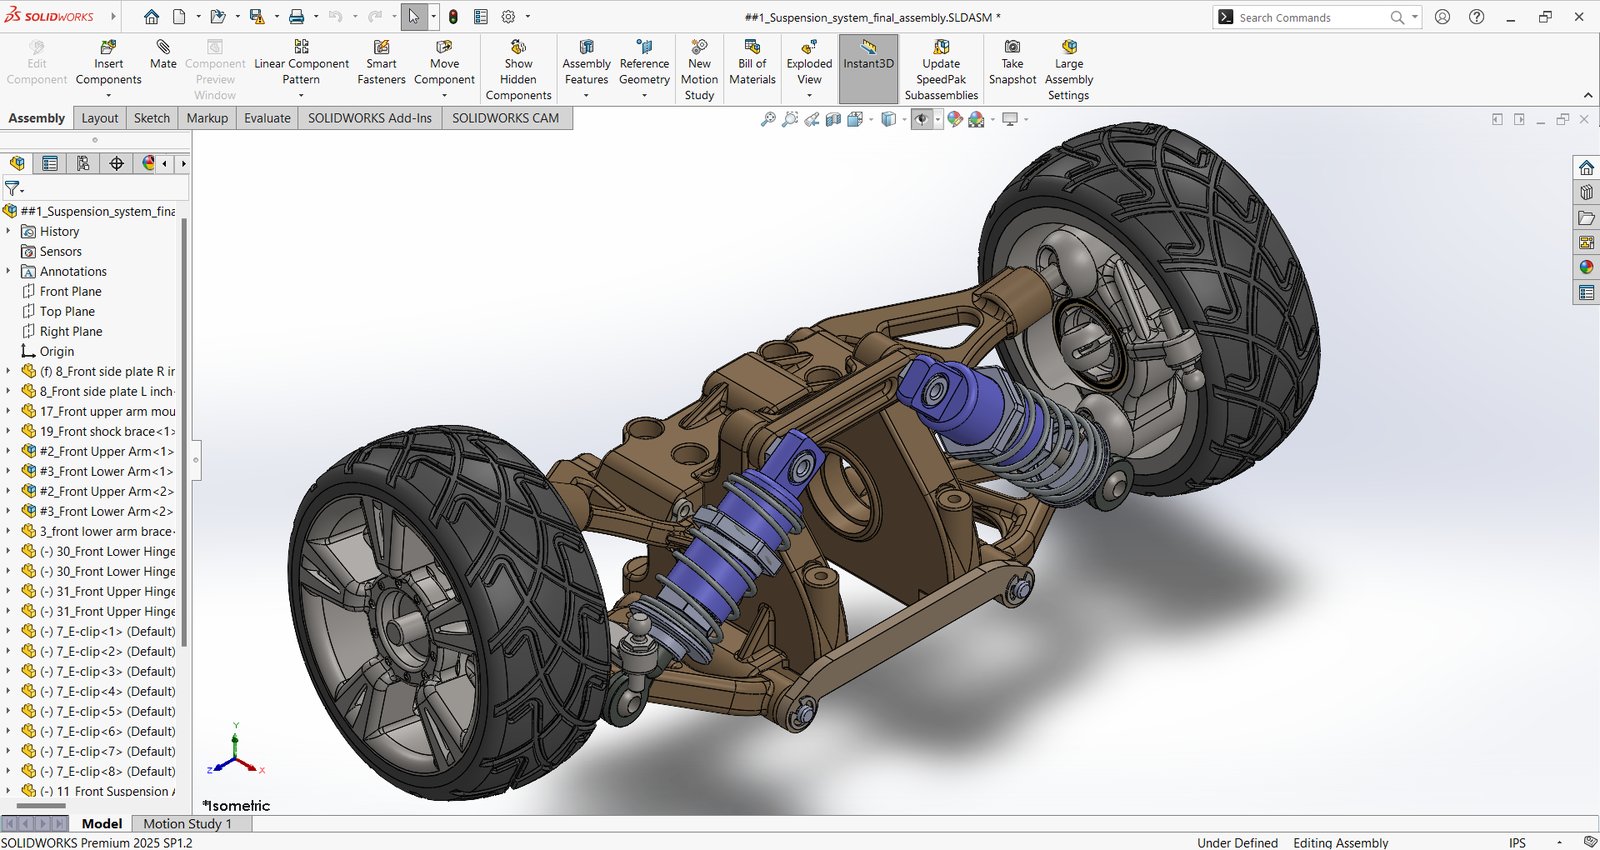 SOLIDWORKS
##1_Suspension_system_final_assembly.SLDASM *
Search Commands
Edit Component
Insert Components
Mate
Component Preview Window
Linear Component Pattern
Smart Fasteners
Move Component
Show Hidden Components
Assembly Features
Reference Geometry
New Motion Study
Bill of Materials
Exploded View
Instant3D
Update SpeedPak Subassemblies
Take Snapshot
Large Assembly Settings
Assembly
Layout
Sketch
Markup
Evaluate
SOLIDWORKS Add-Ins
SOLIDWORKS CAM
##1_Suspension_system_fina
History
Sensors
Annotations
Front Plane
Top Plane
Right Plane
Origin
(f) 8_Front side plate R ir
8_Front side plate L inch
17_Front upper arm mou
19_Front shock brace<1>
#2_Front Upper Arm<1>
#3_Front Lower Arm<1>
#2_Front Upper Arm<2>
#3_Front Lower Arm<2>
3_front lower arm brace
(-) 30_Front Lower Hinge
(-) 30_Front Lower Hinge
(-) 31_Front Upper Hinge
(-) 31_Front Upper Hinge
(-) 7_E-clip<1> (Default)
(-) 7_E-clip<2> (Default)
(-) 7_E-clip<3> (Default)
(-) 7_E-clip<4> (Default)
(-) 7_E-clip<5> (Default)
(-) 7_E-clip<6> (Default)
(-) 7_E-clip<7> (Default)
(-) 7_E-clip<8> (Default)
(-) 11 Front Suspension A
Y
Z
X
*Isometric
Model
Motion Study 1
SOLIDWORKS Premium 2025 SP1.2
Under Defined
Editing Assembly
IPS